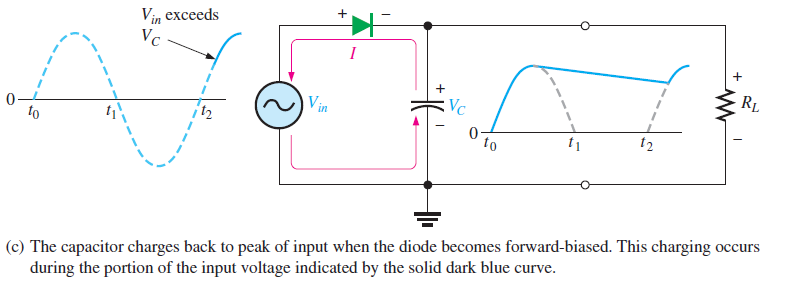 V_in exceeds
V_C
0
t_0
t_1
t_2
+
−
I
V_in
+
V_C
−
0
t_0
t_1
t_2
+
R_L
−
(c) The capacitor charges back to peak of input when the diode becomes forward-biased. This charging occurs
during the portion of the input voltage indicated by the solid dark blue curve.